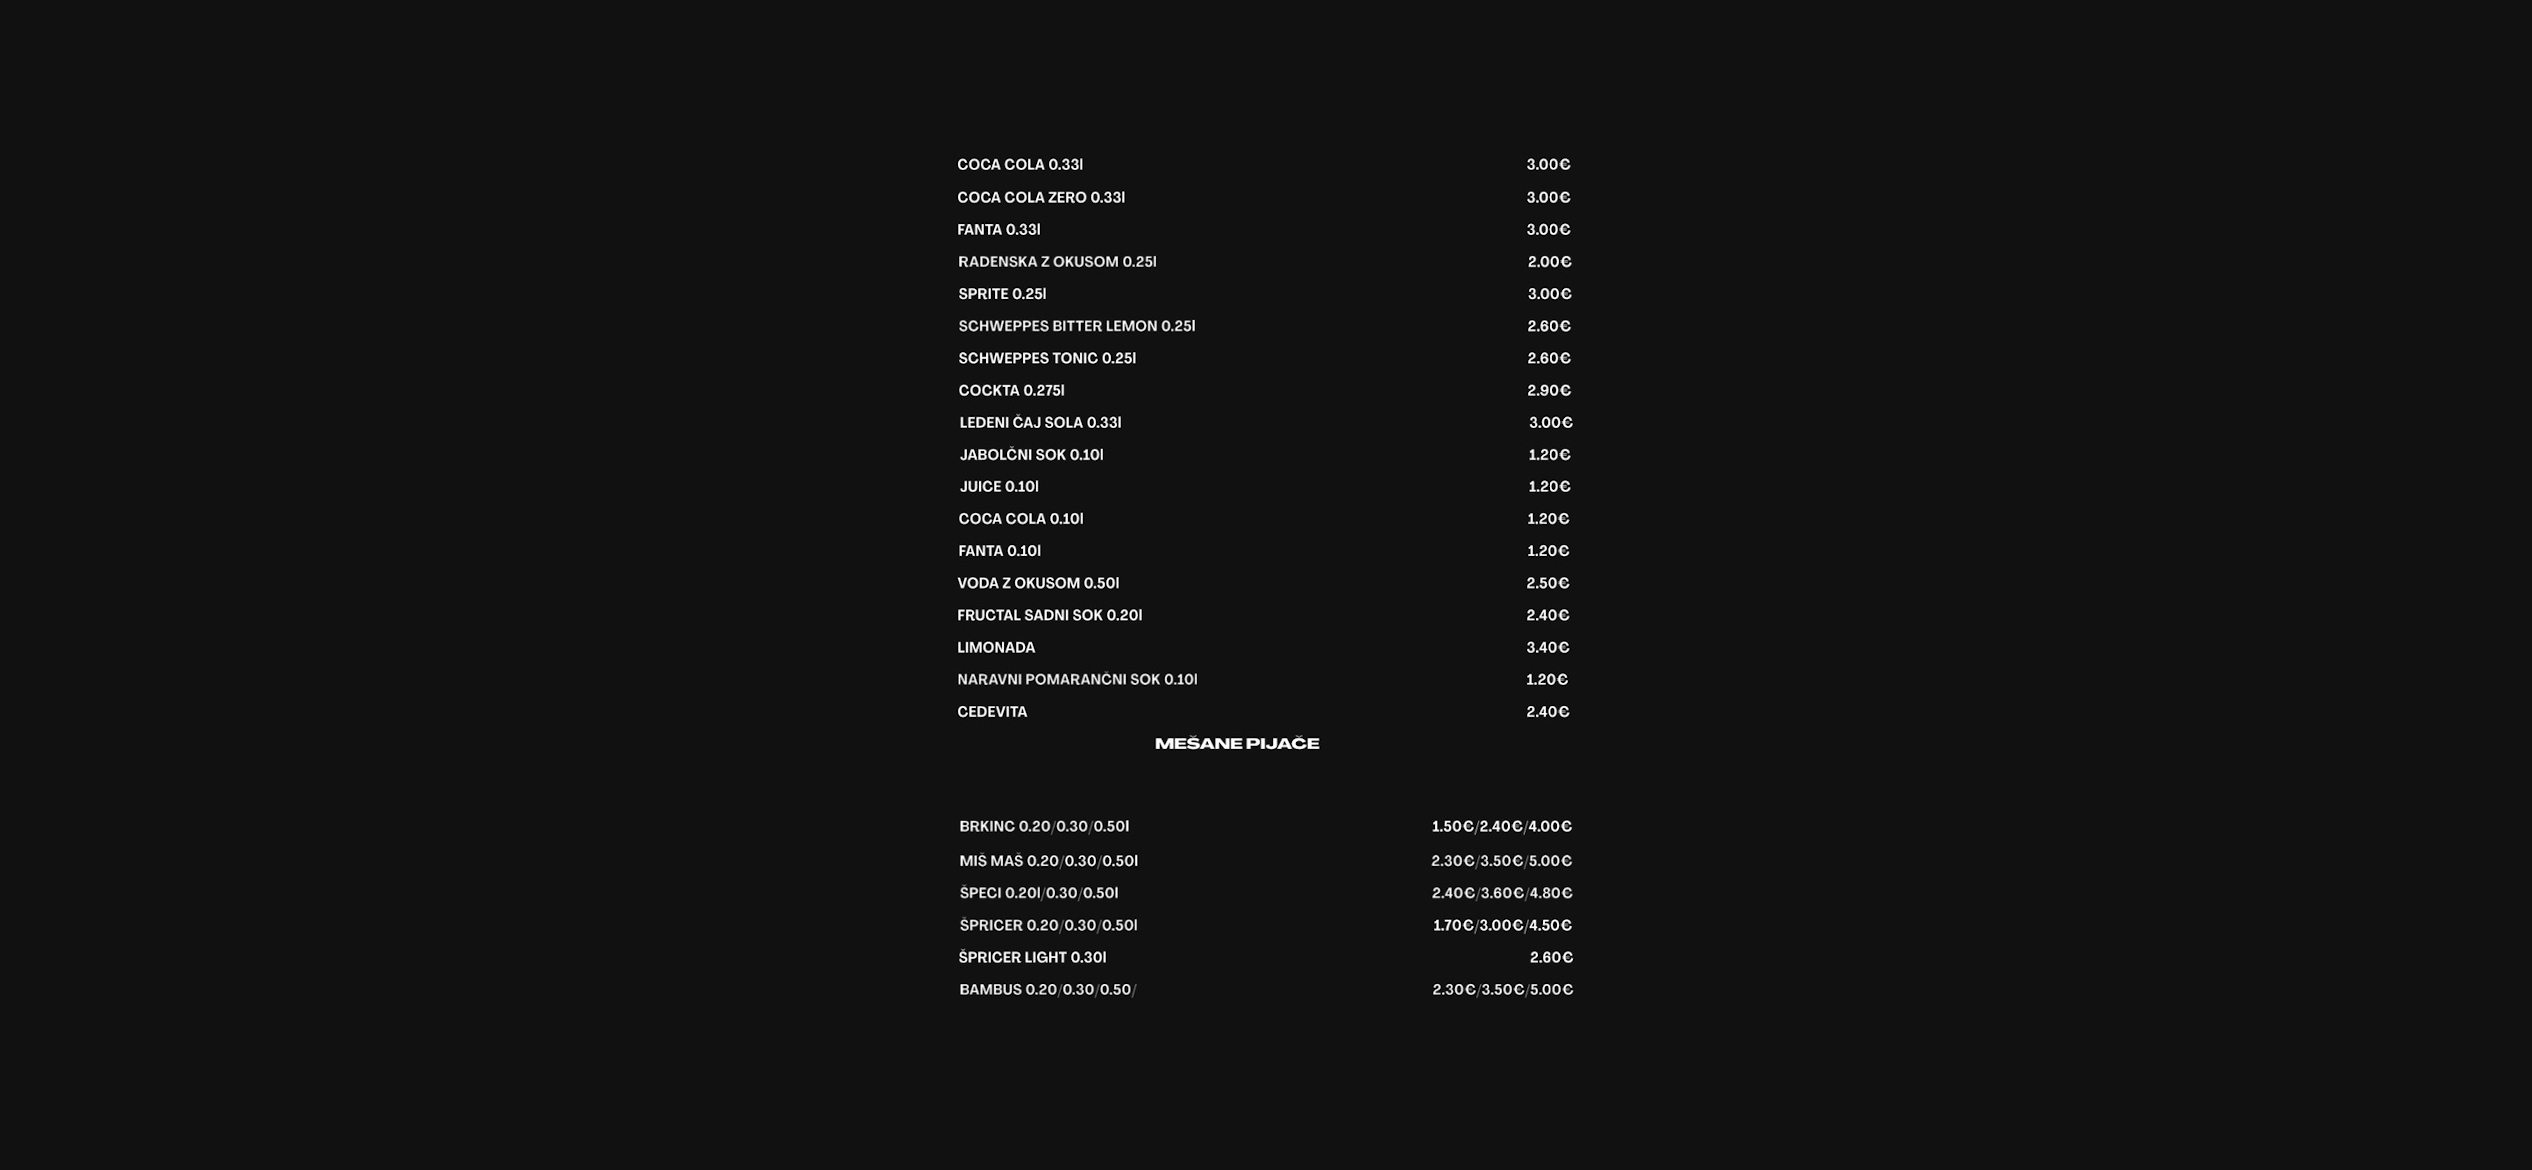 COCA COLA 0.33l 3.00€
COCA COLA ZERO 0.33l 3.00€
FANTA 0.33l 3.00€
RADENSKA Z OKUSOM 0.25l 2.00€
SPRITE 0.25l 3.00€
SCHWEPPES BITTER LEMON 0.25l 2.60€
SCHWEPPES TONIC 0.25l 2.60€
COCKTA 0.275l 2.90€
LEDENI ČAJ SOLA 0.33l 3.00€
JABOLČNI SOK 0.10l 1.20€
JUICE 0.10l 1.20€
COCA COLA 0.10l 1.20€
FANTA 0.10l 1.20€
VODA Z OKUSOM 0.50l 2.50€
FRUCTAL SADNI SOK 0.20l 2.40€
LIMONADA 3.40€
NARAVNI POMARANČNI SOK 0.10l 1.20€
CEDEVITA 2.40€
MEŠANE PIJAČE
BRKINC 0.20/0.30/0.50l 1.50€/2.40€/4.00€
MIŠ MAŠ 0.20/0.30/0.50l 2.30€/3.50€/5.00€
ŠPECI 0.20l/0.30/0.50l 2.40€/3.60€/4.80€
ŠPRICER 0.20/0.30/0.50l 1.70€/3.00€/4.50€
ŠPRICER LIGHT 0.30l 2.60€
BAMBUS 0.20/0.30/0.50/ 2.30€/3.50€/5.00€